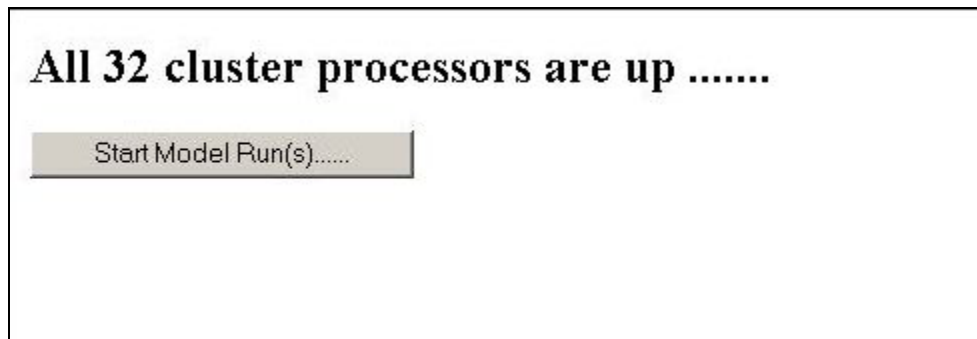 All 32 cluster processors are up .......
Start Model Run(s)......